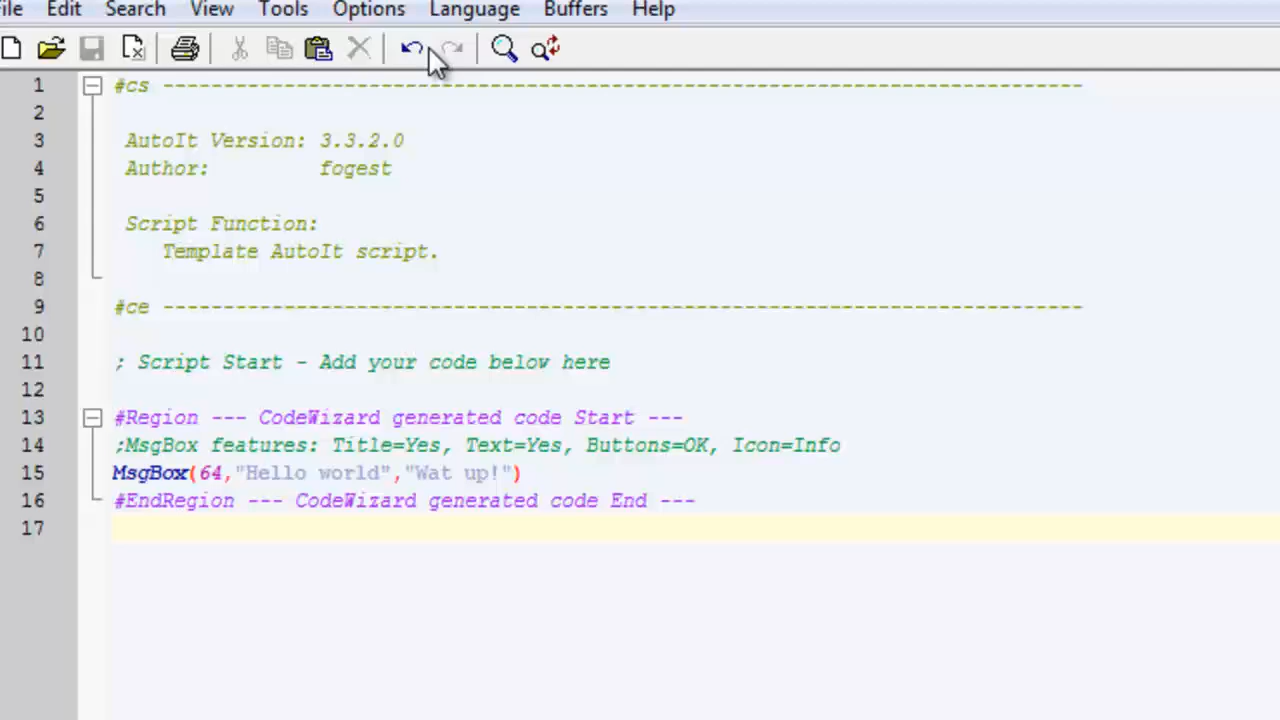 File Edit Search View Tools Options Language Buffers Help
1 #cs ----------------------------------------------------------------------------
2
3 AutoIt Version: 3.3.2.0
4 Author: fogest
5
6 Script Function:
7 Template AutoIt script.
8
9 #ce ----------------------------------------------------------------------------
10
11 ; Script Start - Add your code below here
12
13 #Region --- CodeWizard generated code Start ---
14 ;MsgBox features: Title=Yes, Text=Yes, Buttons=OK, Icon=Info
15 MsgBox(64,"Hello world","Wat up!")
16 #EndRegion --- CodeWizard generated code End ---
17